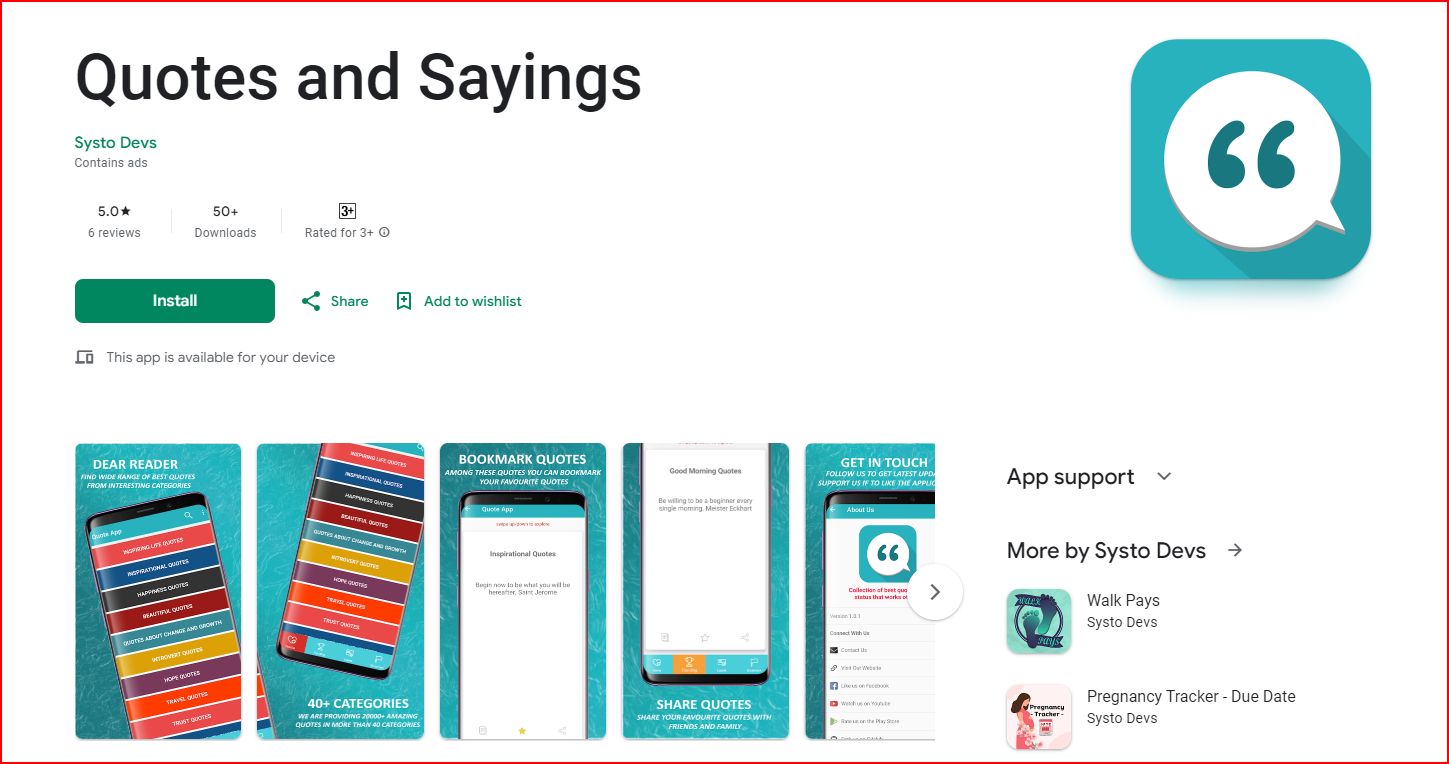 Quotes and Sayings
Systo Devs
Contains ads
5.0★
6 reviews
50+
Downloads
3+
Rated for 3+
Install
Share
Add to wishlist
This app is available for your device
DEAR READER
FIND WIDE RANGE OF BEST QUOTES
FROM INTERESTING CATEGORIES
Quote App
INSPIRING LIFE QUOTES
INSPIRATIONAL QUOTES
HAPPINESS QUOTES
BEAUTIFUL QUOTES
QUOTES ABOUT CHANGE AND GROWTH
INTROVERT QUOTES
HOPE QUOTES
TRAVEL QUOTES
TRUST QUOTES
INSPIRING LIFE QUOTES
INSPIRATIONAL QUOTES
HAPPINESS QUOTES
BEAUTIFUL QUOTES
QUOTES ABOUT CHANGE AND GROWTH
INTROVERT QUOTES
HOPE QUOTES
TRAVEL QUOTES
TRUST QUOTES
40+ CATEGORIES
WE ARE PROVIDING 20000+ AMAZING
QUOTES IN MORE THAN 40 CATEGORIES
BOOKMARK QUOTES
AMONG THESE QUOTES YOU CAN BOOKMARK
YOUR FAVOURITE QUOTES
Quote App
swipe up/down to explore
Inspirational Quotes
Begin now to be what you will be
hereafter. Saint Jerome
Good Morning Quotes
Be willing to be a beginner every
single morning. Meister Eckhart
SHARE QUOTES
SHARE YOUR FAVOURITE QUOTES WITH
FRIENDS AND FAMILY
GET IN TOUCH
FOLLOW US TO GET LATEST UPDA
SUPPORT US IF TO LIKE THE APPLIC
About Us
Collection of best quo
status that works of
Version 1.0.1
Connect With Us
Contact Us
Visit Out Website
Like us on Facebook
Watch us on Youtube
Rate us on the Play Store
App support
More by Systo Devs
WALK
PAYS
Walk Pays
Systo Devs
Pregnancy
- Tracker -
Pregnancy Tracker - Due Date
Systo Devs